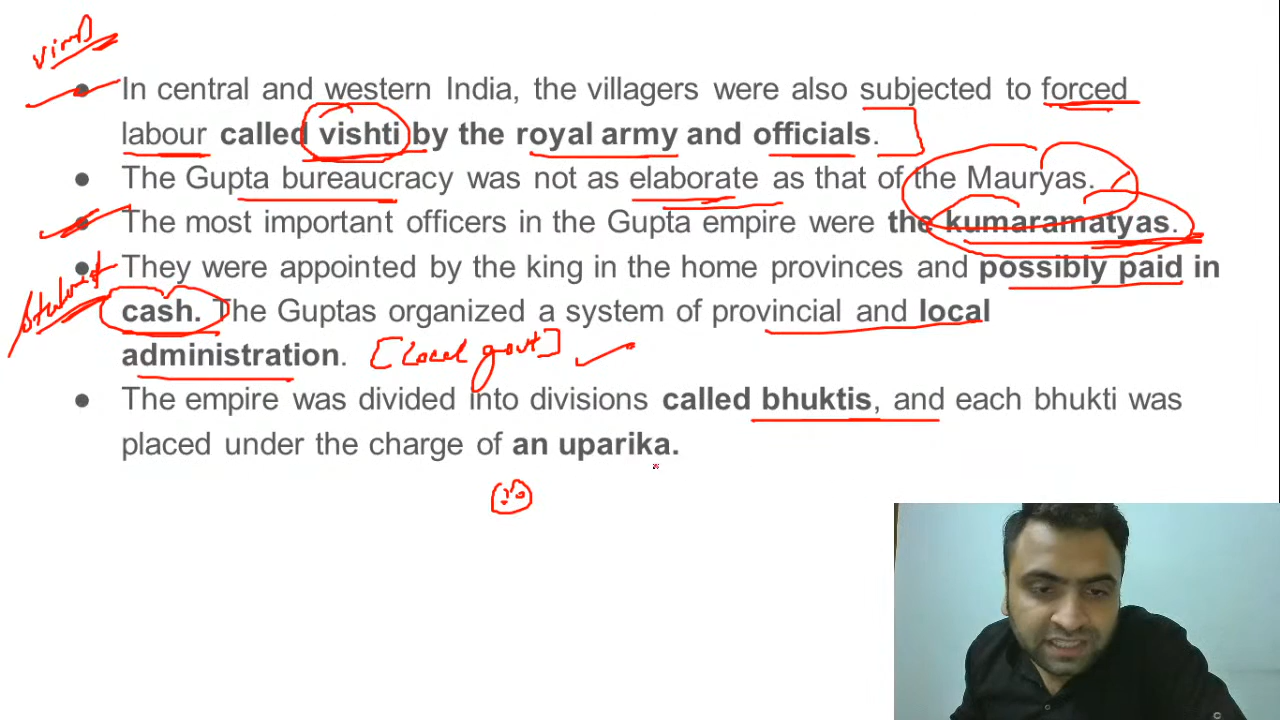 In central and western India, the villagers were also subjected to forced
labour called vishti by the royal army and officials.
The Gupta bureaucracy was not as elaborate as that of the Mauryas.
The most important officers in the Gupta empire were the kumaramatyas.
They were appointed by the king in the home provinces and possibly paid in
cash. The Guptas organized a system of provincial and local
administration. [local govt]
The empire was divided into divisions called bhuktis, and each bhukti was
placed under the charge of an uparika.